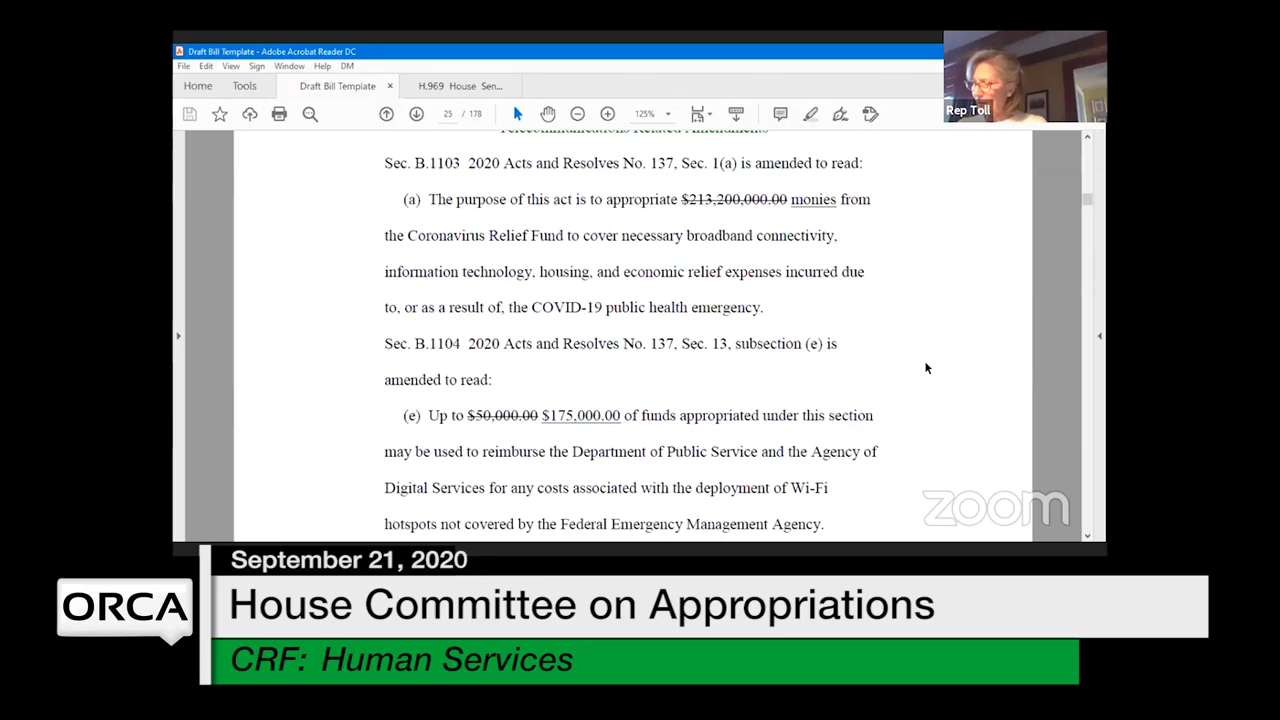 Draft Bill Template - Adobe Acrobat Reader DC
File Edit View Sign Window Help DM
Home Tools Draft Bill Template × H.969 House Sen...
25 / 178 125%
Rep Toll
Telecommunications Related Amendments
Sec. B.1103 2020 Acts and Resolves No. 137, Sec. 1(a) is amended to read:
(a) The purpose of this act is to appropriate $213,200,000.00 monies from
the Coronavirus Relief Fund to cover necessary broadband connectivity,
information technology, housing, and economic relief expenses incurred due
to, or as a result of, the COVID-19 public health emergency.
Sec. B.1104 2020 Acts and Resolves No. 137, Sec. 13, subsection (e) is
amended to read:
(e) Up to $50,000.00 $175,000.00 of funds appropriated under this section
may be used to reimburse the Department of Public Service and the Agency of
Digital Services for any costs associated with the deployment of Wi-Fi
hotspots not covered by the Federal Emergency Management Agency.
zoom
September 21, 2020
ORCA
House Committee on Appropriations
CRF: Human Services